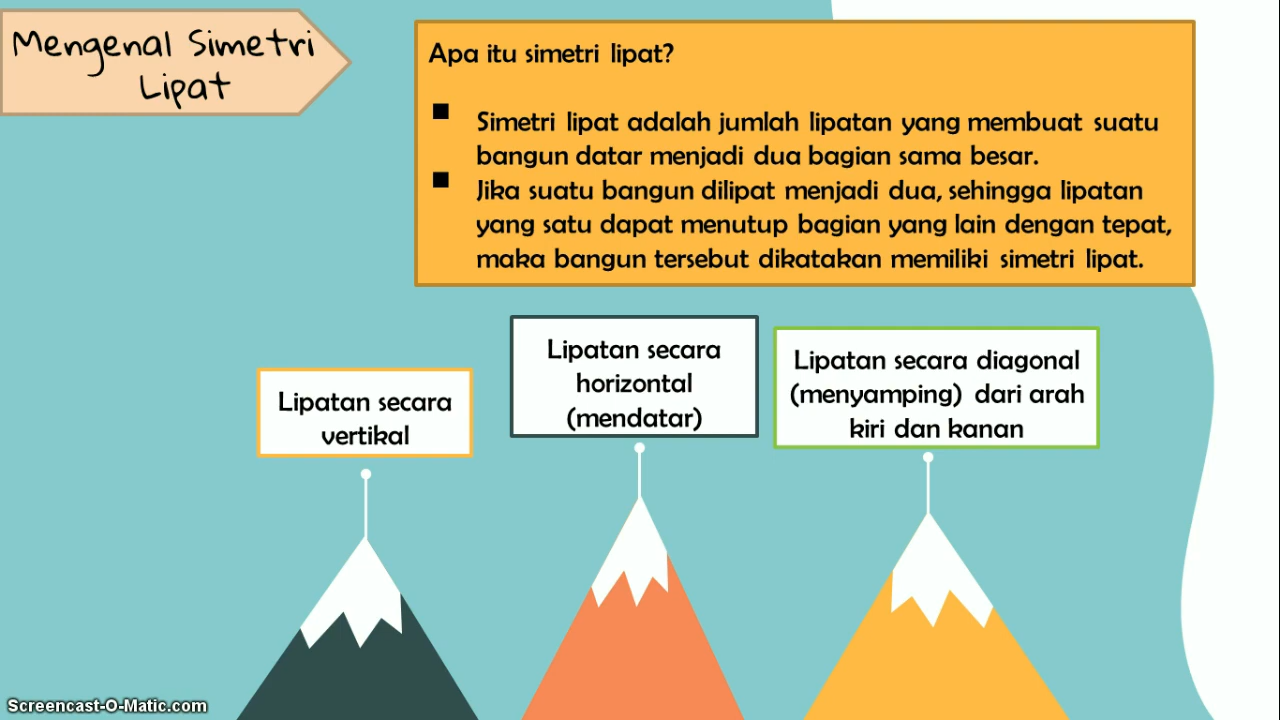 Mengenal Simetri
Lipat
Apa itu simetri lipat?
▪ Simetri lipat adalah jumlah lipatan yang membuat suatu
bangun datar menjadi dua bagian sama besar.
▪ Jika suatu bangun dilipat menjadi dua, sehingga lipatan
yang satu dapat menutup bagian yang lain dengan tepat,
maka bangun tersebut dikatakan memiliki simetri lipat.
Lipatan secara
vertikal
Lipatan secara
horizontal
(mendatar)
Lipatan secara diagonal
(menyamping) dari arah
kiri dan kanan
Screencast-O-Matic.com